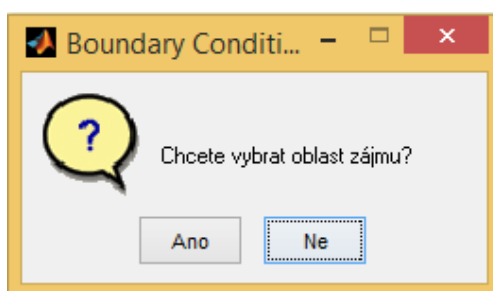 Boundary Conditi...
?
Chcete vybrat oblast zájmu?
Ano
Ne